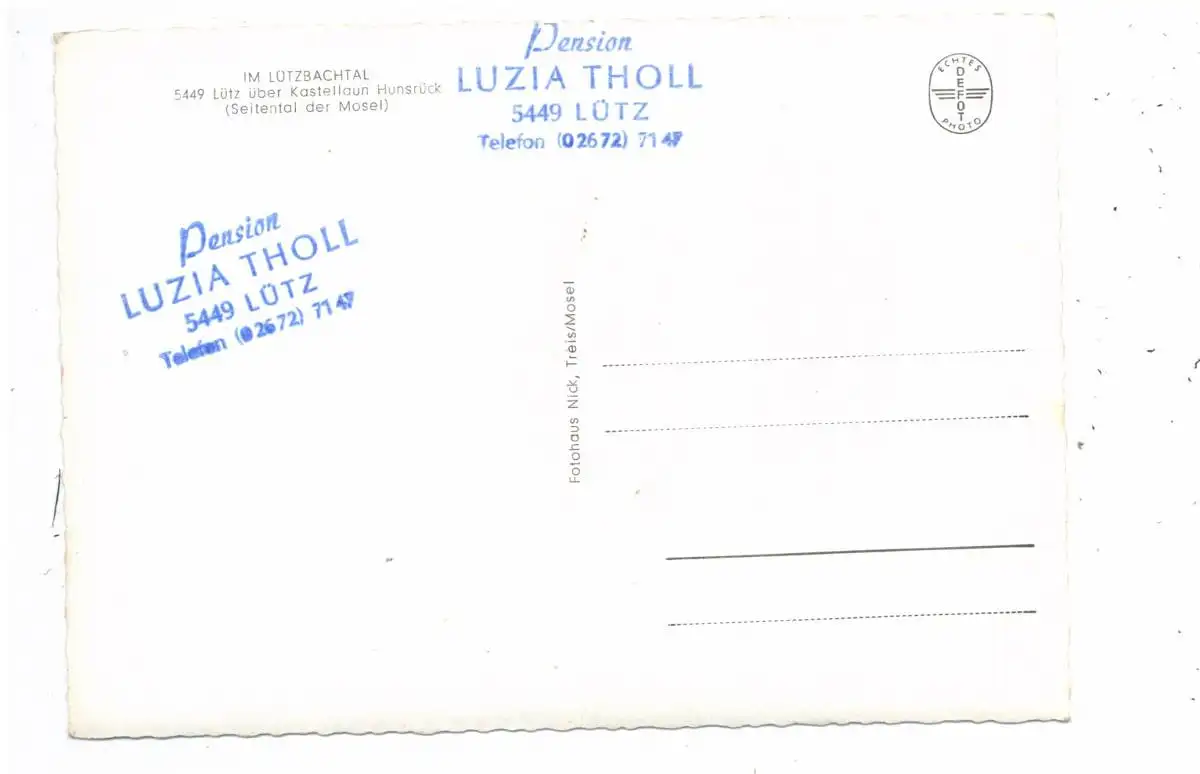 IM LÜTZBACHTAL
5449 Lütz über Kastellaun Hunsrück
(Seitental der Mosel)
Pension
LUZIA THOLL
5449 LÜTZ
Telefon (02672) 7147
ECHTES
DEFOT
PHOTO
Pension
LUZIA THOLL
5449 LÜTZ
Telefon (02672) 7147
Fotohaus Nick, Treis/Mosel